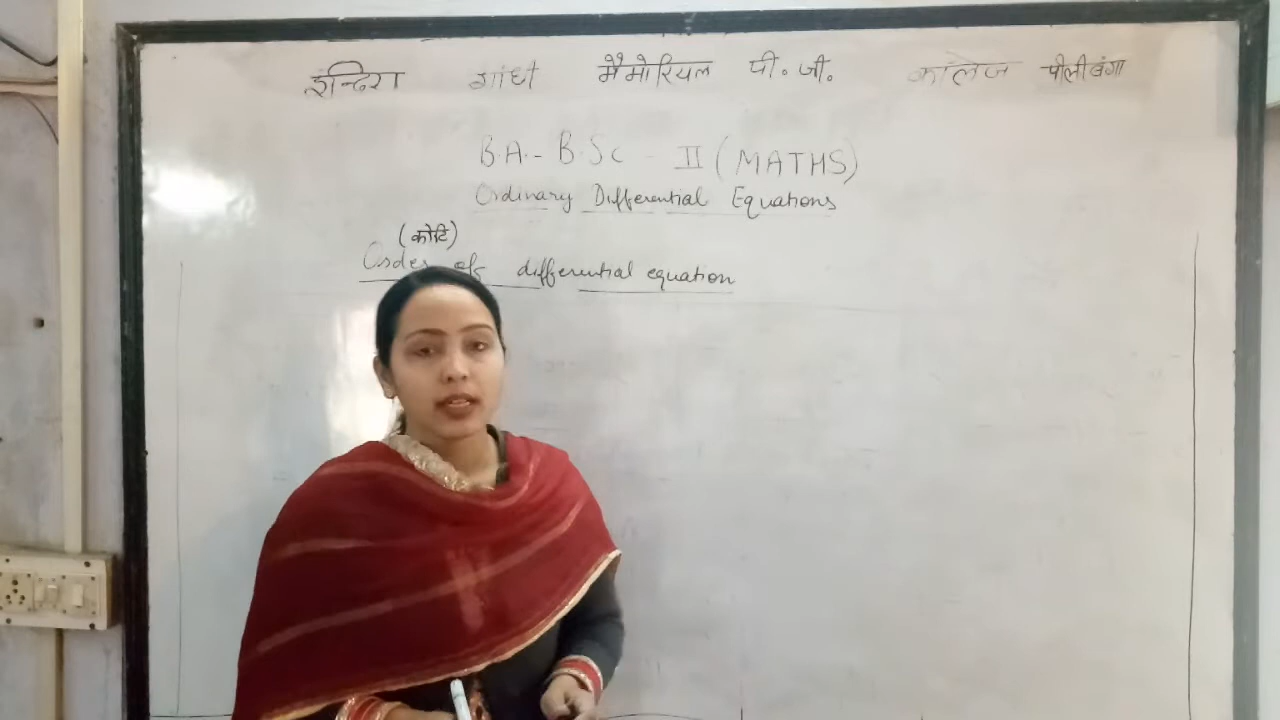 इन्दिरा गांधी मैमोरियल पी. जी. कॉलेज पीलीबंगा
B.A.- B.Sc - II (MATHS)
Ordinary Differential Equations
(कोटि)
Order of differential equation